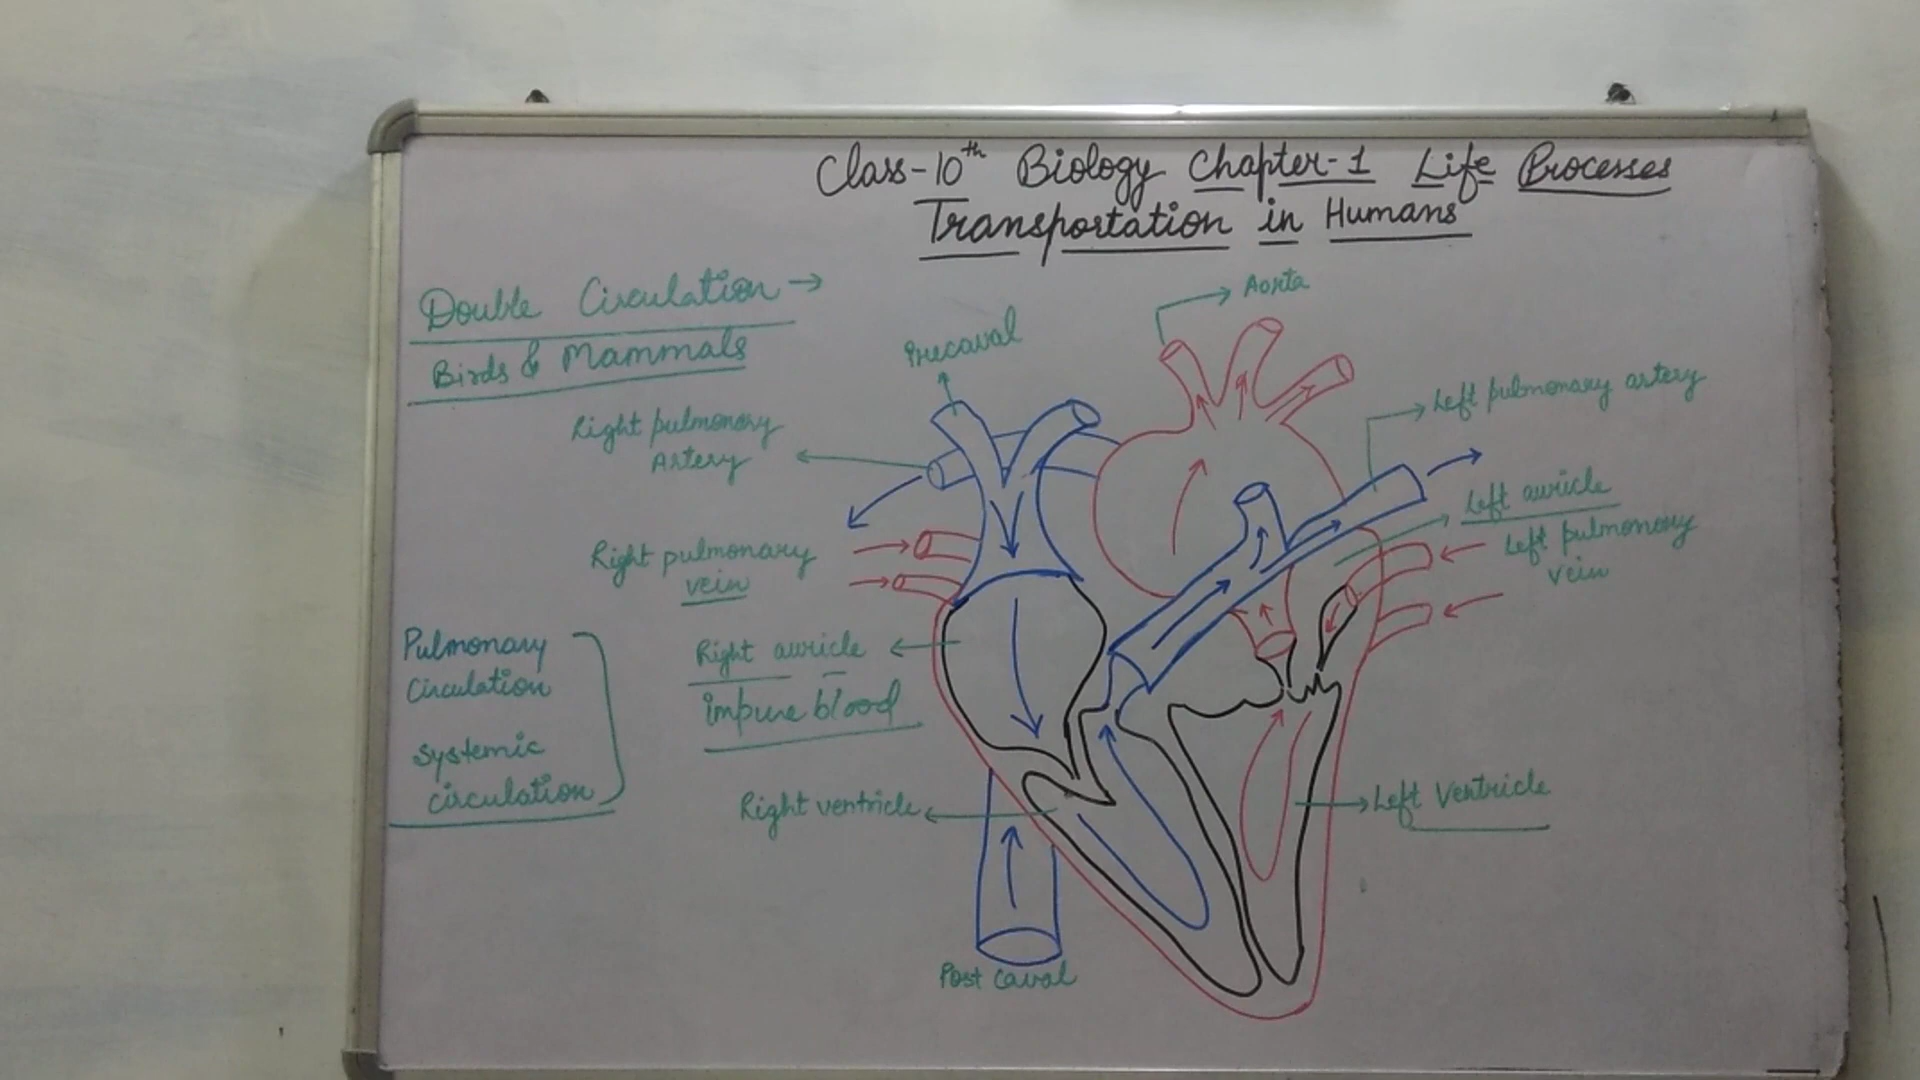 Class-10th Biology Chapter-1 Life Processes
Transportation in Humans
Double Circulation →
Birds & Mammals
Aorta
Precaval
Right pulmonary
Artery
Left pulmonary artery
Left auricle
Left pulmonary
vein
Right pulmonary
vein
Right auricle
impure blood
Pulmonary
Circulation
Systemic
circulation
Right ventricle
Left Ventricle
Post caval